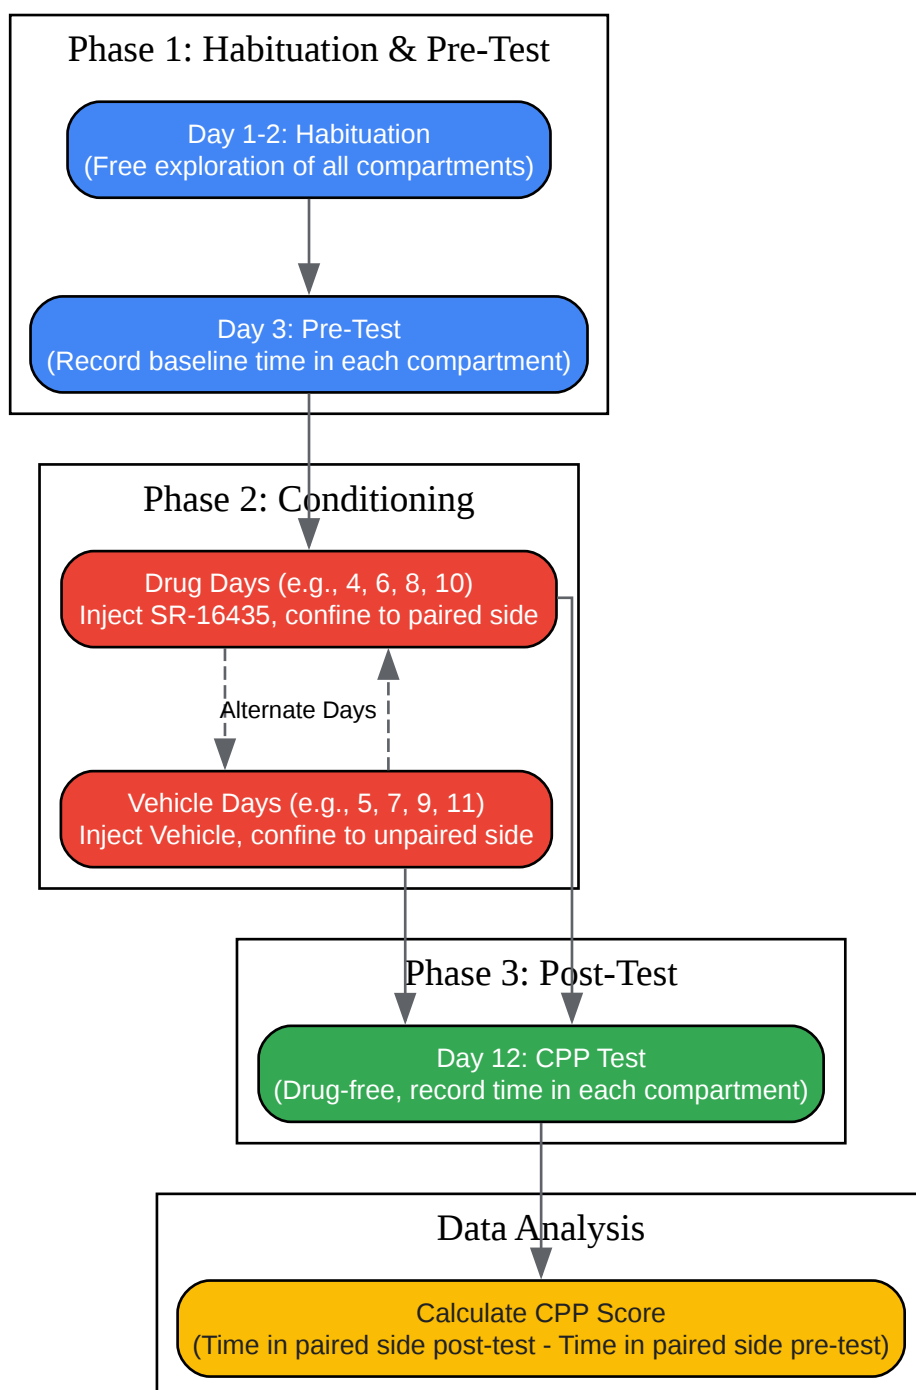 Phase 1: Habituation & Pre-Test
Day 1-2: Habituation
(Free exploration of all compartments)
Day 3: Pre-Test
(Record baseline time in each compartment)
Phase 2: Conditioning
Drug Days (e.g., 4, 6, 8, 10)
Inject SR-16435, confine to paired side
Alternate Days
Vehicle Days (e.g., 5, 7, 9, 11)
Inject Vehicle, confine to unpaired side
Phase 3: Post-Test
Day 12: CPP Test
(Drug-free, record time in each compartment)
Data Analysis
Calculate CPP Score
(Time in paired side post-test - Time in paired side pre-test)